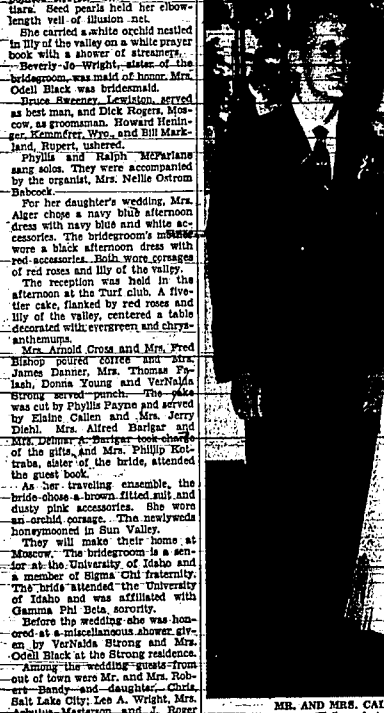 tiara. Seed pearls held her elbow-
length veil of illusion net.
She carried a white orchid nestled
in lily of the valley on a white prayer
book with a shower of streamers.
Beverly Jo Wright, sister of the
bridegroom, was maid of honor. Mrs.
Odell Black was bridesmaid.
Bruce Sweeney, Lewiston, served
as best man, and Dick Rogers, Mos-
cow, as groomsman. Howard Henin-
ger, Kemmerer, Wyo., and Bill Mark-
land, Rupert, ushered.
Phyllis and Ralph McFarlane
sang solos. They were accompanied
by the organist, Mrs. Nellie Ostrom
Babcock.
For her daughter's wedding, Mrs.
Alger chose a navy blue afternoon
dress with navy blue and white ac-
cessories. The bridegroom's mother
wore a black afternoon dress with
red accessories. Both wore corsages
of red roses and lily of the valley.
The reception was held in the
afternoon at the Turf club. A five-
tier cake, flanked by red roses and
lily of the valley, centered a table
decorated with evergreen and chrys-
anthemums.
Mrs. Arnold Cross and Mrs. Fred
Bishop poured coffee and Mrs.
James Danner, Mrs. Thomas Fa-
lash, Donna Young and VerNalda
Strong served punch. The cake
was cut by Phyllis Payne and served
by Elaine Callen and Mrs. Jerry
Diehl. Mrs. Alfred Barigar and
Mrs. Delmar A. Barigar took charge
of the gifts, and Mrs. Phillip Kot-
traba, sister of the bride, attended
the guest book.
As her traveling ensemble, the
bride chose a brown fitted suit and
dusty pink accessories. She wore
an orchid corsage. The newlyweds
honeymooned in Sun Valley.
They will make their home at
Moscow. The bridegroom is a sen-
ior at the University of Idaho and
a member of Sigma Chi fraternity.
The bride attended the University
of Idaho and was affiliated with
Gamma Phi Beta sorority.
Before the wedding she was hon-
ored at a miscellaneous shower giv-
en by VerNalda Strong and Mrs.
Odell Black at the Strong residence.
Among the wedding guests from
out of town were Mr. and Mrs. Rob-
ert Bandy and daughter, Chris,
Salt Lake City; Lee A. Wright, Mrs.
and J. Roger
MR. AND MRS. CAL